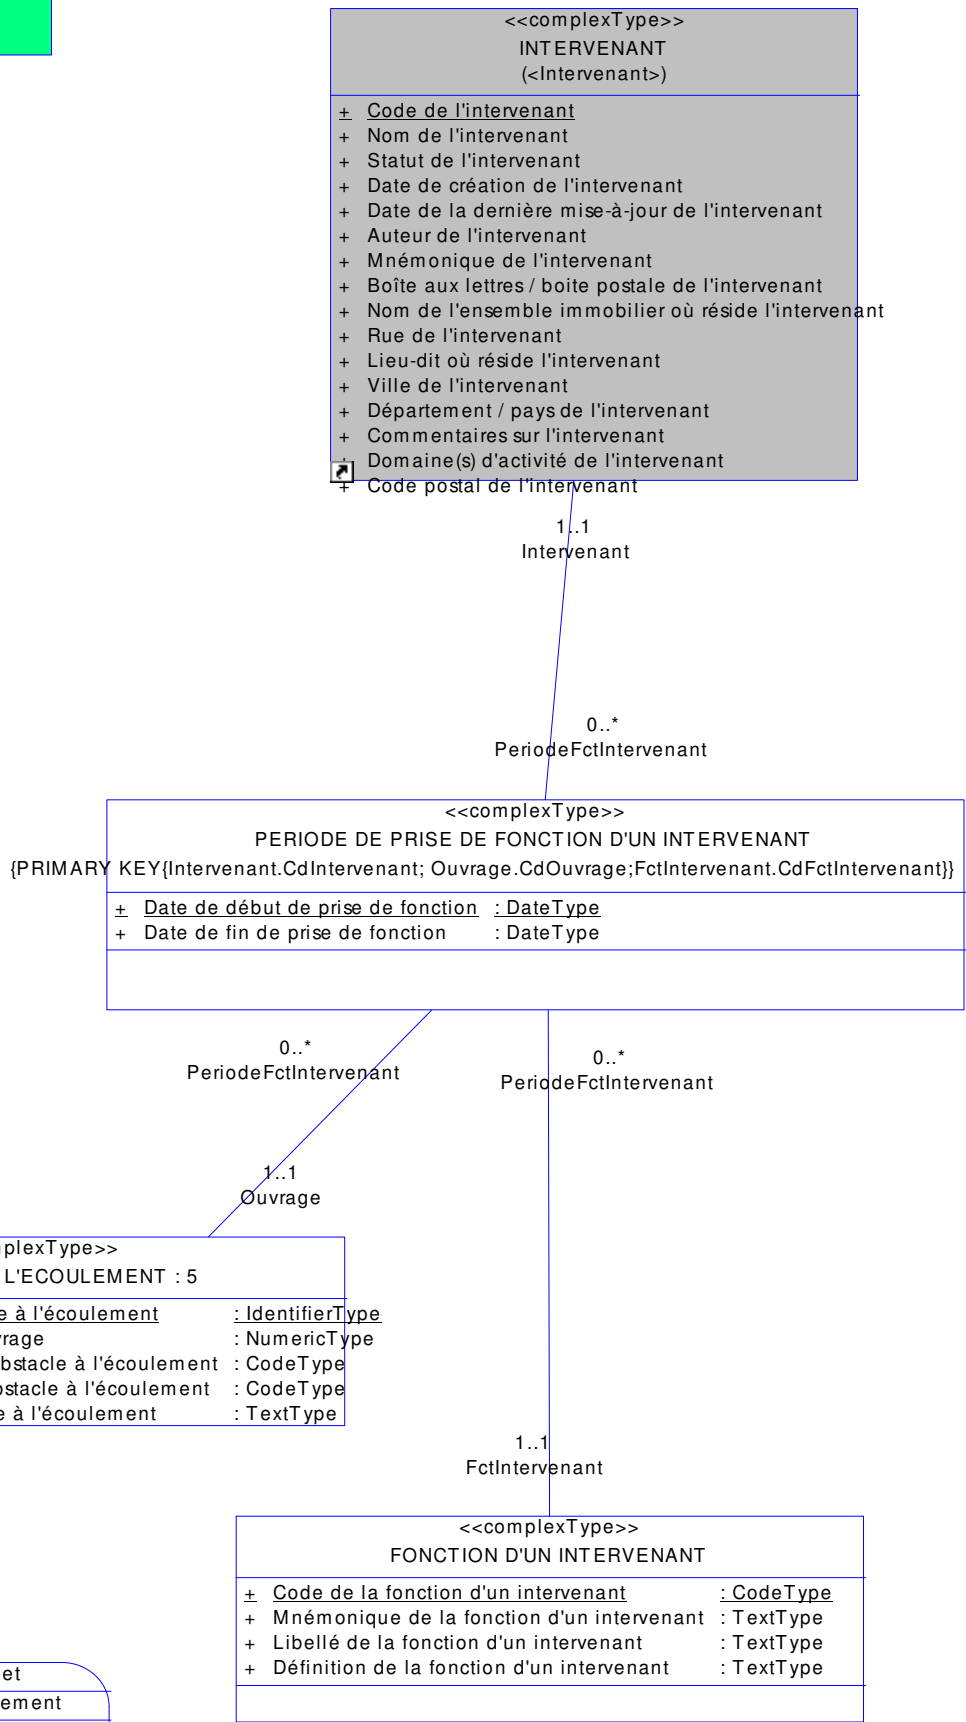 <<complexType>>
INTERVENANT
(<Intervenant>)
+ Code de l'intervenant
+ Nom de l'intervenant
+ Statut de l'intervenant
+ Date de création de l'intervenant
+ Date de la dernière mise-à-jour de l'intervenant
+ Auteur de l'intervenant
+ Mnémonique de l'intervenant
+ Boîte aux lettres / boite postale de l'intervenant
+ Nom de l'ensemble immobilier où réside l'intervenant
+ Rue de l'intervenant
+ Lieu-dit où réside l'intervenant
+ Ville de l'intervenant
+ Département / pays de l'intervenant
+ Commentaires sur l'intervenant
+ Domaine(s) d'activité de l'intervenant
+ Code postal de l'intervenant
1..1
Intervenant
0..*
PeriodeFctIntervenant
<<complexType>>
PERIODE DE PRISE DE FONCTION D'UN INTERVENANT
{PRIMARY KEY{Intervenant.CdIntervenant; Ouvrage.CdOuvrage;FctIntervenant.CdFctIntervenant}}
+ Date de début de prise de fonction : DateType
+ Date de fin de prise de fonction : DateType
0..*
PeriodeFctIntervenant
0..*
PeriodeFctIntervenant
1..1
Ouvrage
plexType>>
L'ECOULEMENT : 5
e à l'écoulement : IdentifierType
rage : NumericType
bstacle à l'écoulement : CodeType
ostacle à l'écoulement : CodeType
e à l'écoulement : TextType
1..1
FctIntervenant
<<complexType>>
FONCTION D'UN INTERVENANT
+ Code de la fonction d'un intervenant : CodeType
+ Mnémonique de la fonction d'un intervenant : TextType
+ Libellé de la fonction d'un intervenant : TextType
+ Définition de la fonction d'un intervenant : TextType
et
ement